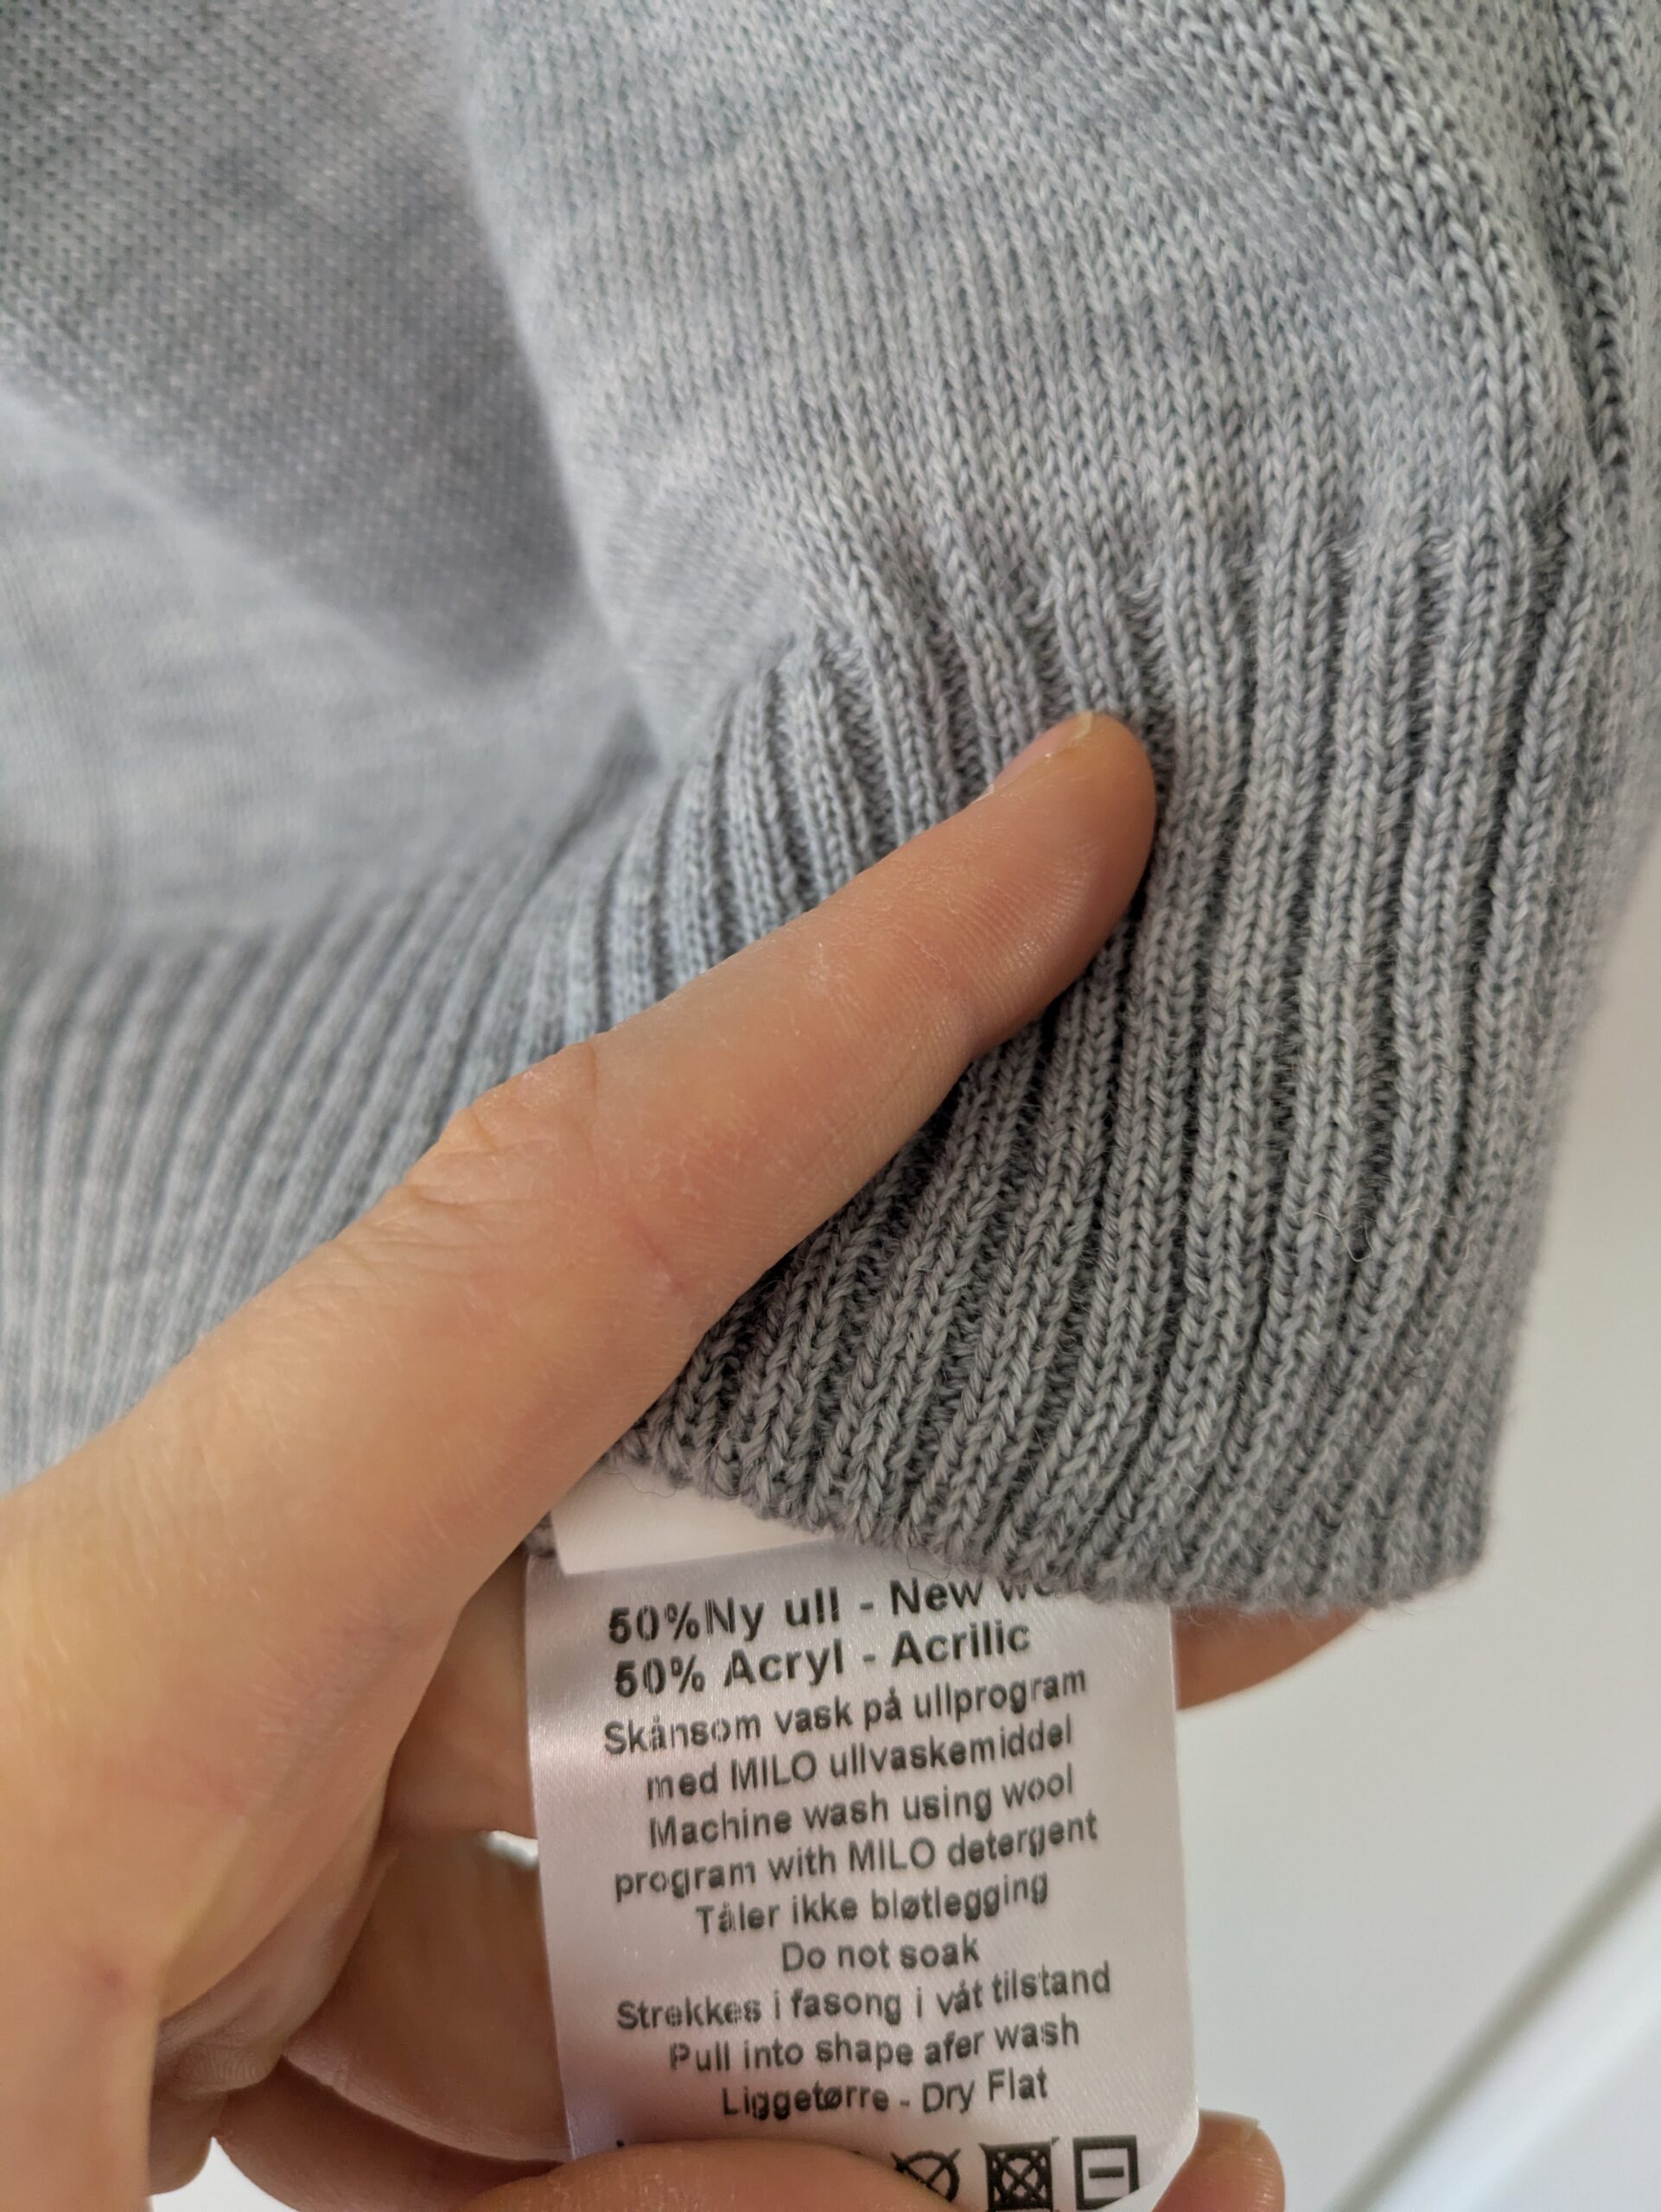 50%Ny ull - New
50% Acryl - Acrilic
Skånsom vask på ullprogram
med MILO ullvaskemiddel
Machine wash using wool
program with MILO detergent
Tåler ikke bløtlegging
Do not soak
Strekkes i fasong i våt tilstand
Pull into shape afer wash
Liggetørre - Dry Flat